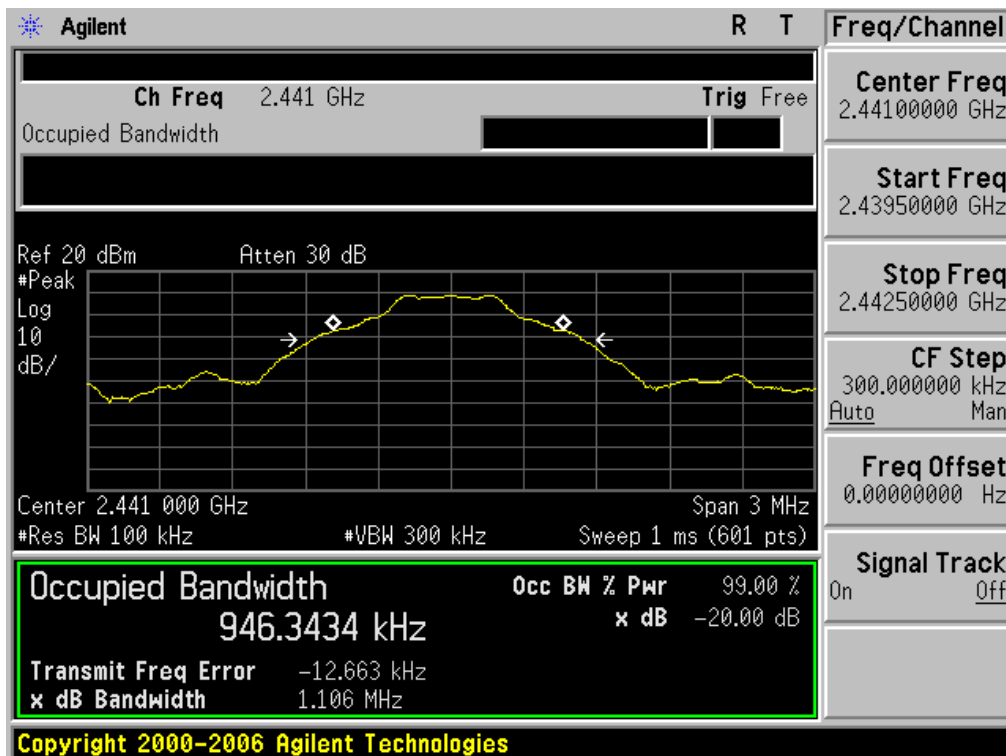 Agilent R T
Ch Freq 2.441 GHz Trig Free
Occupied Bandwidth
Ref 20 dBm Atten 30 dB
#Peak
Log
10
dB/
Center 2.441 000 GHz Span 3 MHz
#Res BW 100 kHz #VBW 300 kHz Sweep 1 ms (601 pts)
Occupied Bandwidth
946.3434 kHz
Occ BW % Pwr 99.00 %
x dB -20.00 dB
Transmit Freq Error -12.663 kHz
x dB Bandwidth 1.106 MHz
Copyright 2000-2006 Agilent Technologies
Freq/Channel
Center Freq
2.44100000 GHz
Start Freq
2.43950000 GHz
Stop Freq
2.44250000 GHz
CF Step
300.000000 kHz
Auto Man
Freq Offset
0.00000000 Hz
Signal Track
On Off